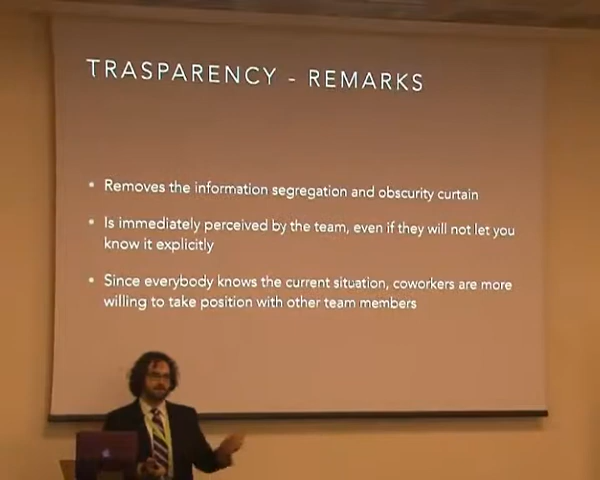 TRASPARENCY - REMARKS
• Removes the information segregation and obscurity curtain
• Is immediately perceived by the team, even if they will not let you
know it explicitly
• Since everybody knows the current situation, coworkers are more
willing to take position with other team members